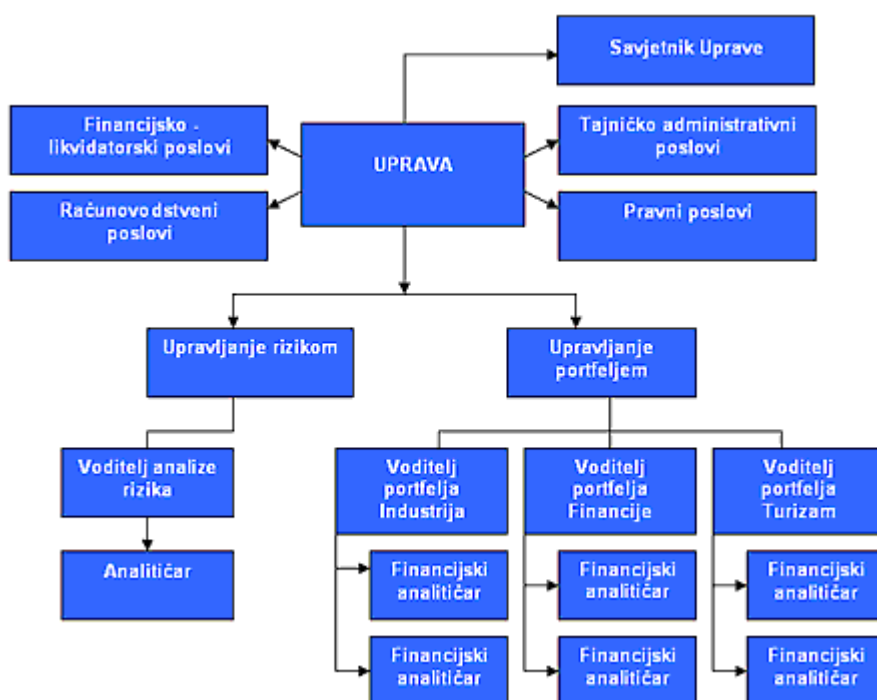 Savjetnik Uprave
Financijsko -
likvidatorski poslovi
UPRAVA
Tajničko administrativni
poslovi
Računovodstveni
poslovi
Pravni poslovi
Upravljanje rizikom
Upravljanje
portfeljem
Voditelj analize
rizika
Voditelj
portfelja
Industrija
Voditelj
portfelja
Financije
Voditelj
portfelja
Turizam
Analitičar
Financijski
analitičar
Financijski
analitičar
Financijski
analitičar
Financijski
analitičar
Financijski
analitičar
Financijski
analitičar